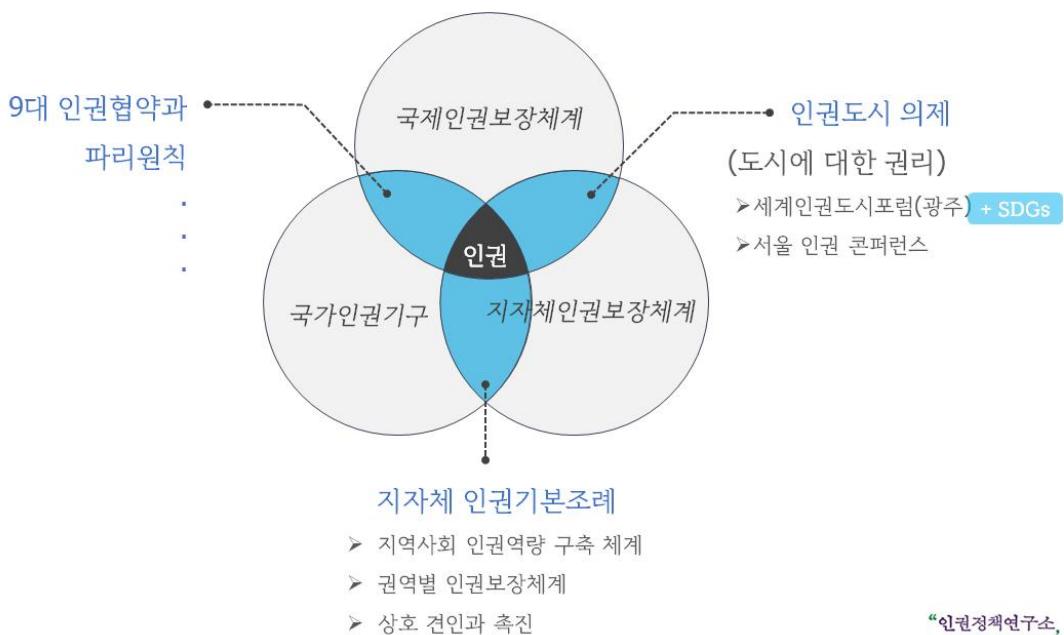 국제인권보장체계
9대 인권협약과
파리원칙
.
.
.
인권도시 의제
(도시에 대한 권리)
➢세계인권도시포럼(광주) + SDGs
➢서울 인권 콘퍼런스
인권
국가인권기구
지자체인권보장체계
지자체 인권기본조례
➢ 지역사회 인권역량 구축 체계
➢ 권역별 인권보장체계
➢ 상호 견인과 촉진
“인권정책연구소,